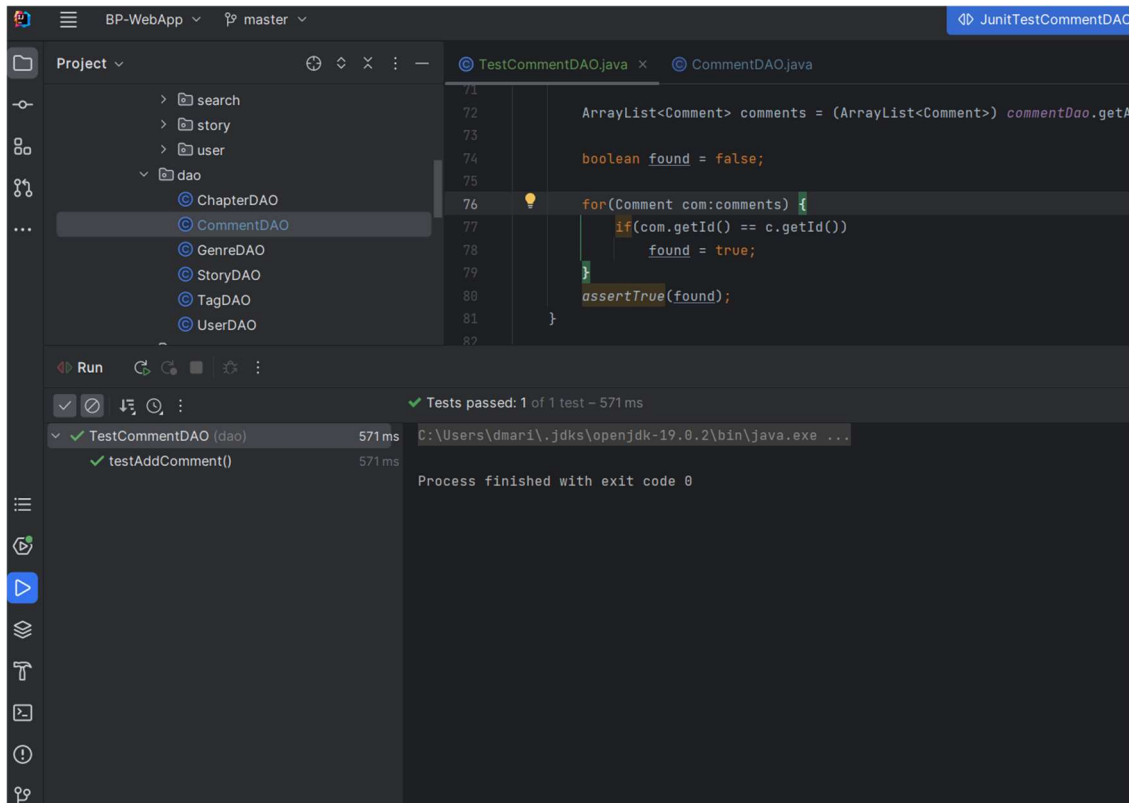 BP-WebApp master JunitTestCommentDAO
Project
TestCommentDAO.java CommentDAO.java
search
story
user
dao
ChapterDAO
CommentDAO
GenreDAO
StoryDAO
TagDAO
UserDAO
71
72 ArrayList<Comment> comments = (ArrayList<Comment>) commentDao.getA
73
74 boolean found = false;
75
76 for(Comment com:comments) {
77 if(com.getId() == c.getId())
78 found = true;
79 }
80 assertTrue(found);
81 }
82
Run
Tests passed: 1 of 1 test – 571 ms
TestCommentDAO (dao) 571 ms
testAddComment() 571 ms
C:\Users\dmari\.jdks\openjdk-19.0.2\bin\java.exe ...
Process finished with exit code 0